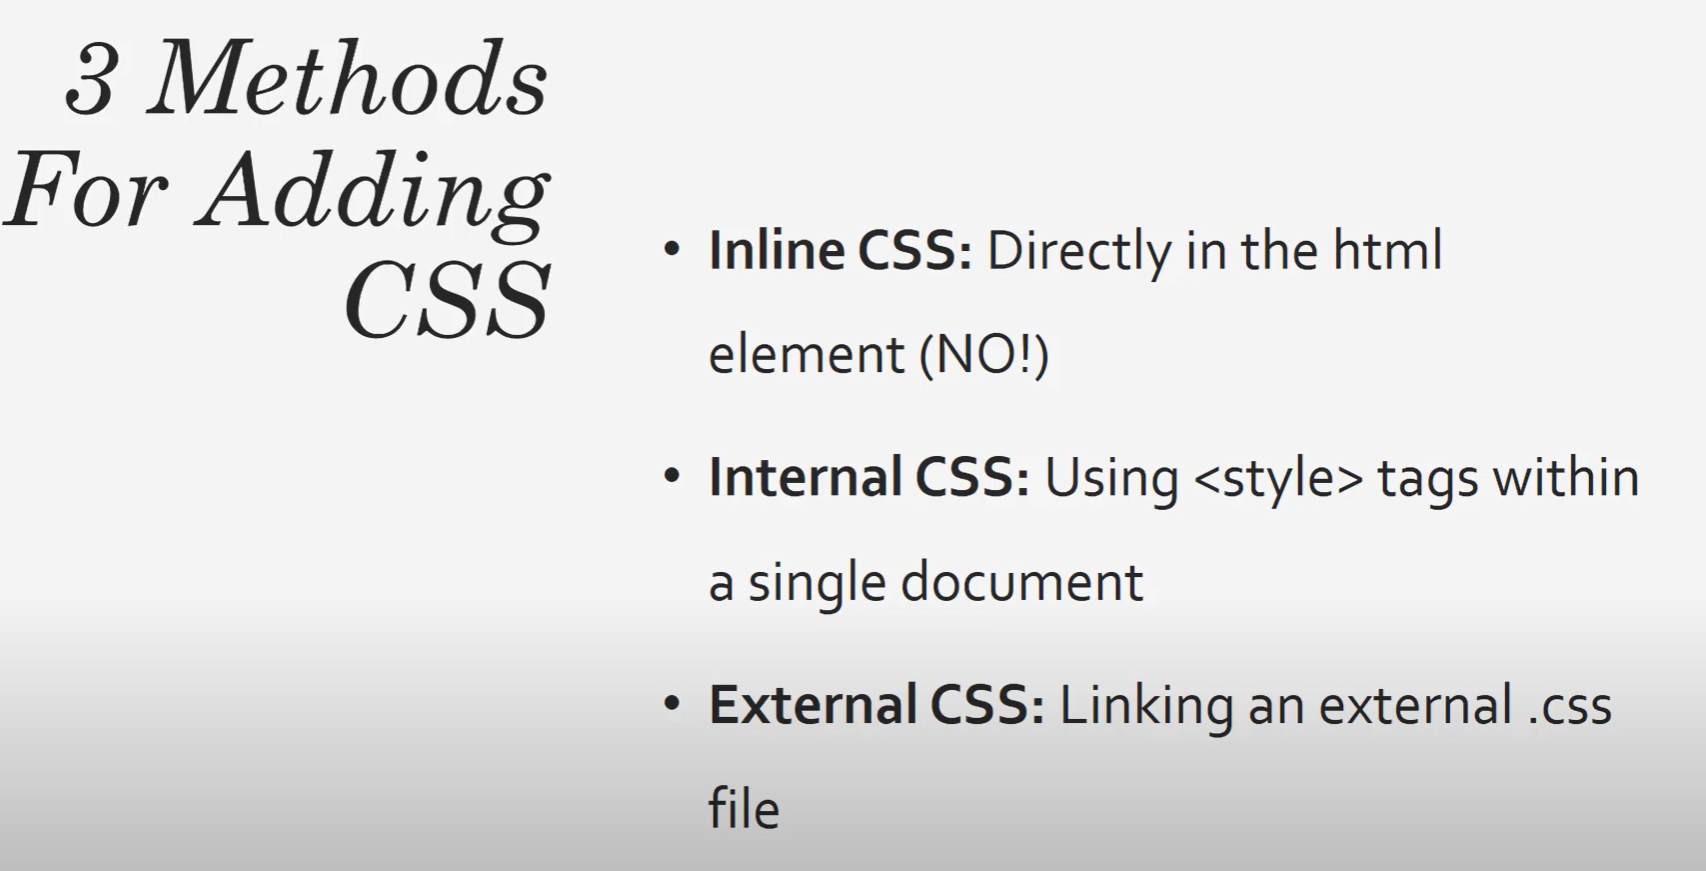 3 Methods
For Adding
CSS
• Inline CSS: Directly in the html
element (NO!)
• Internal CSS: Using <style> tags within
a single document
• External CSS: Linking an external .css
file